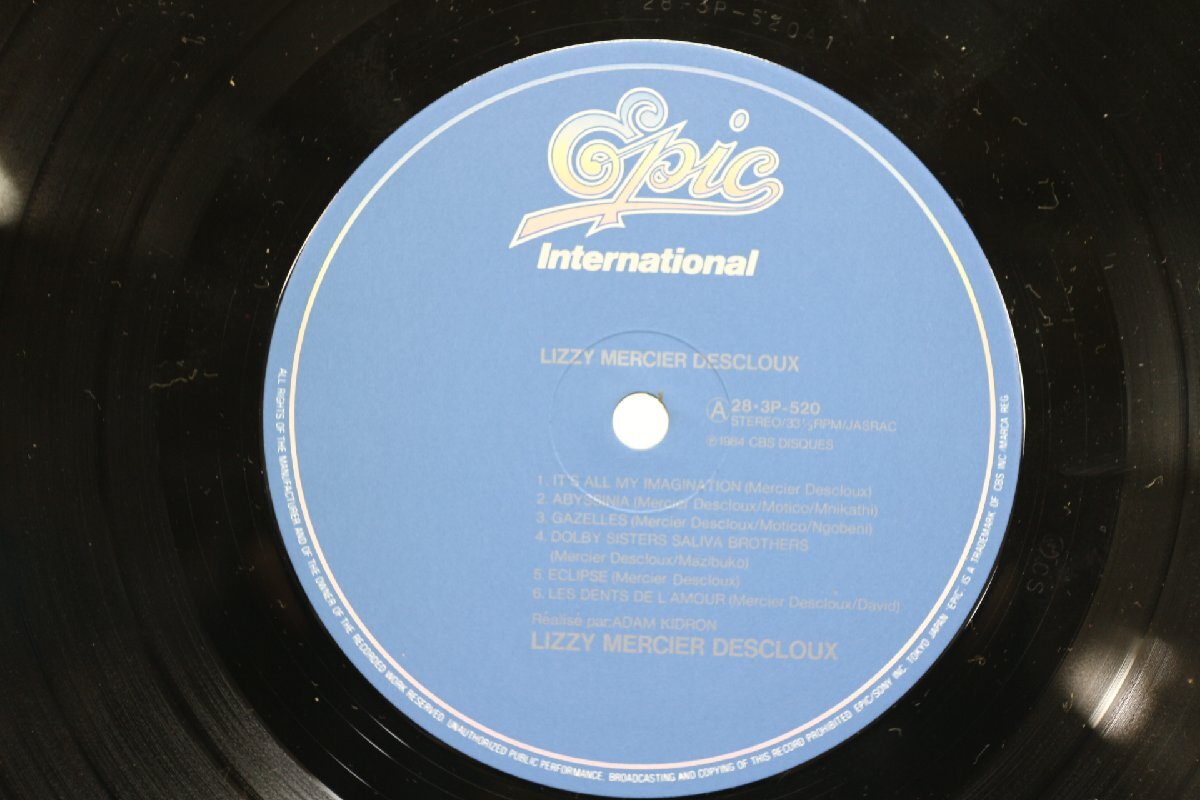 28-3P-520A1
Epic
International
LIZZY MERCIER DESCLOUX
A 28・3P-520
STEREO/33⅓RPM/JASRAC
℗1984 CBS DISQUES
1. IT'S ALL MY IMAGINATION (Mercier Descloux)
2. ABYSSINIA (Mercier Descloux/Motico/Mnikathi)
3. GAZELLES (Mercier Descloux/Motico/Ngobeni)
4. DOLBY SISTERS SALIVA BROTHERS
(Mercier Descloux/Mazibuko)
5. ECLIPSE (Mercier Descloux)
6. LES DENTS DE L AMOUR (Mercier Descloux/David)
Réalisé par:ADAM KIDRON
LIZZY MERCIER DESCLOUX
ALL RIGHTS OF THE MANUFACTURER AND OF THE OWNER OF THE RECORDED WORK RESERVED. UNAUTHORIZED PUBLIC PERFORMANCE, BROADCASTING AND COPYING OF THIS RECORD PROHIBITED EPIC/SONY INC. TOKYO JAPAN "EPIC" IS A TRADEMARK OF CBS INC./MARCA REG.